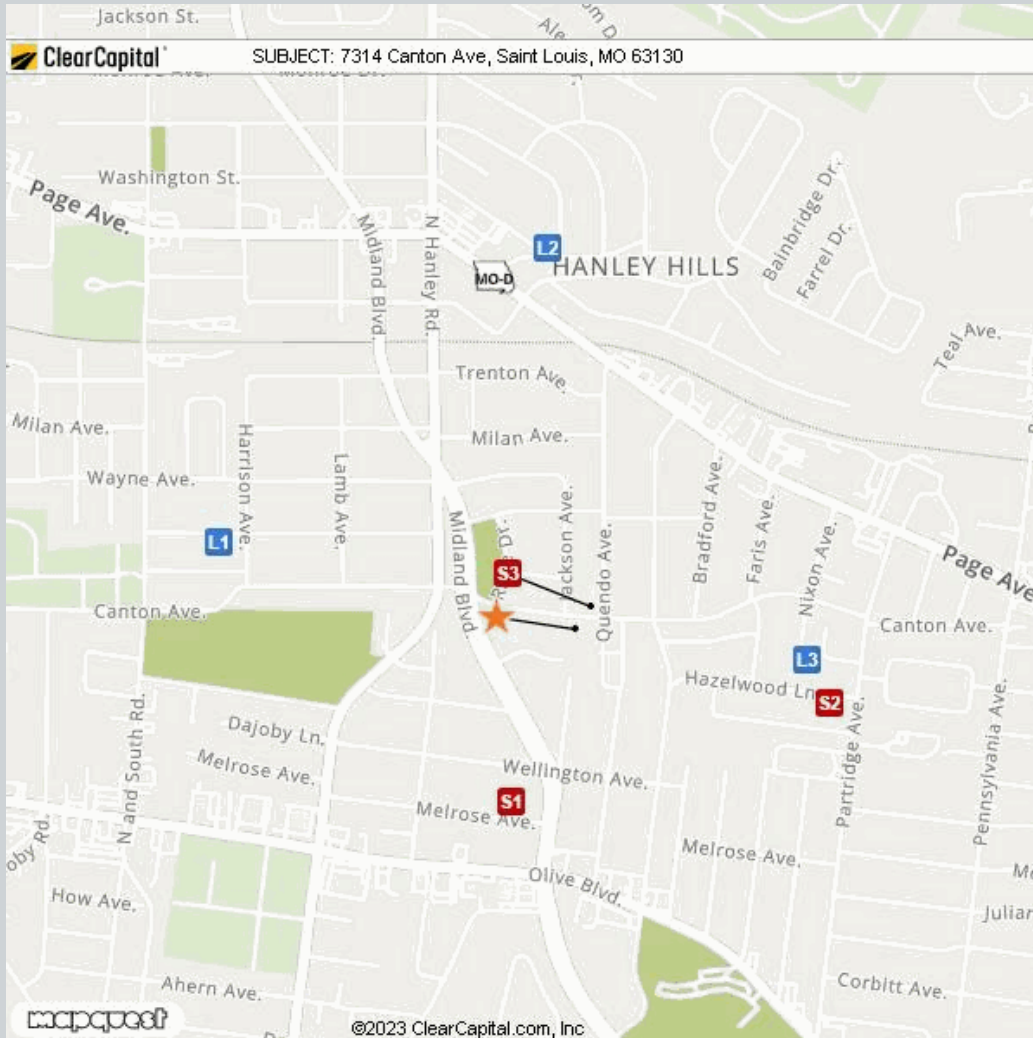 Jackson St.
ClearCapital
SUBJECT: 7314 Canton Ave, Saint Louis, MO 63130
Washington St.
Page Ave.
Midland Blvd.
N Hanley Rd.
L2
HANLEY HILLS
MO-D
Bainbridge Dr.
Farrel Dr.
Teal Ave.
Trenton Ave.
Milan Ave.
Milan Ave.
Wayne Ave.
Harrison Ave.
Lamb Ave.
L1
Midland Blvd.
S3
Jackson Ave.
Quendo Ave.
Bradford Ave.
Faris Ave.
Nixon Ave.
Page Ave.
Canton Ave.
Canton Ave.
L3
Hazelwood Ln.
S2
N and South Rd.
Dajoby Ln.
Melrose Ave.
Wellington Ave.
Partridge Ave.
Pennsylvania Ave.
S1
Melrose Ave.
Melrose Ave.
oby Rd.
Olive Blvd.
How Ave.
Julian
Ahern Ave.
Corbitt Ave.
mapquest
©2023 ClearCapital.com, Inc